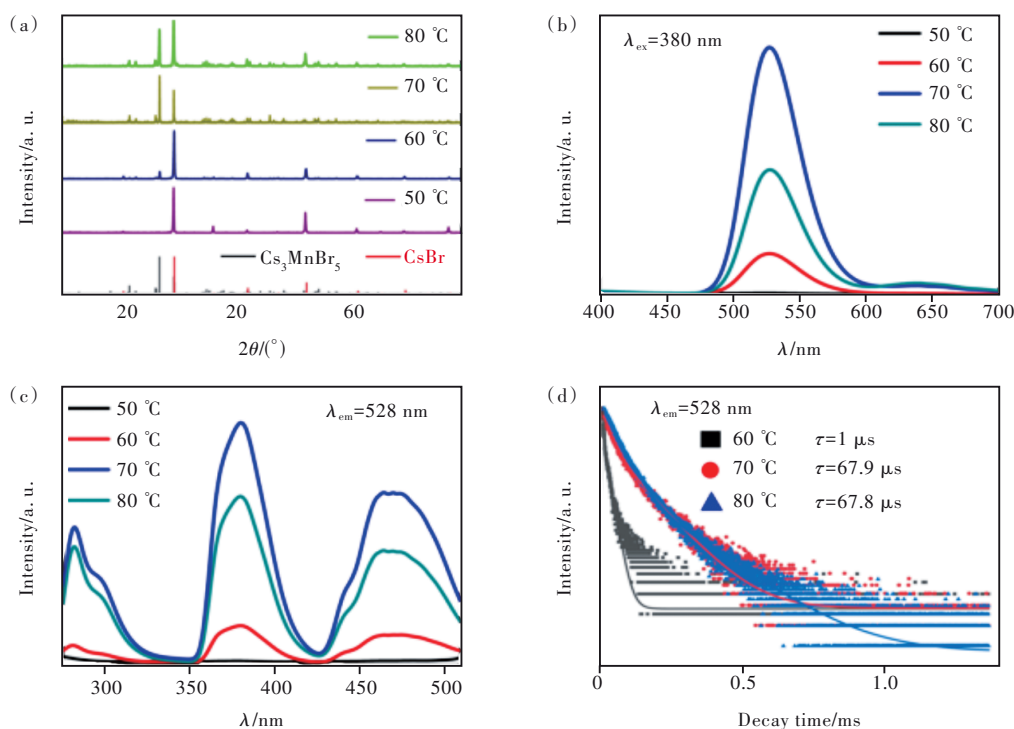 (a)
80 ℃
70 ℃
60 ℃
50 ℃
Cs₃MnBr₅
CsBr
Intensity/a. u.
20 20 60
2θ/(°)
(b)
λex=380 nm
50 ℃
60 ℃
70 ℃
80 ℃
Intensity/a. u.
400 450 500 550 600 650 700
λ/nm
(c)
50 ℃
60 ℃
70 ℃
80 ℃
λem=528 nm
Intensity/a. u.
300 350 400 450 500
λ/nm
(d)
λem=528 nm
60 ℃ τ=1 μs
70 ℃ τ=67.9 μs
80 ℃ τ=67.8 μs
Intensity/a. u.
0 0.5 1.0
Decay time/ms